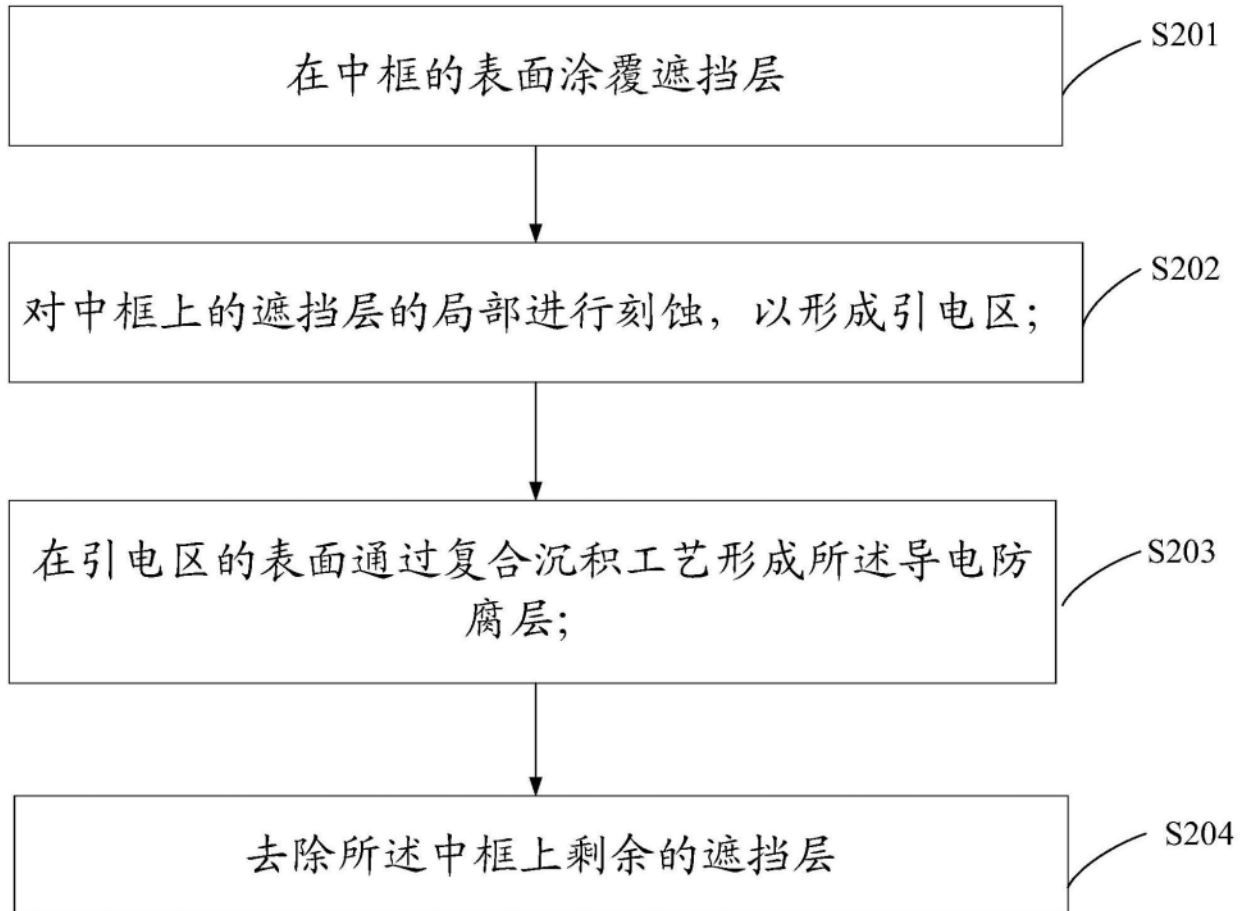 在中框的表面涂覆遮挡层
S201
对中框上的遮挡层的局部进行刻蚀，以形成引电区；
S202
在引电区的表面通过复合沉积工艺形成所述导电防
腐层；
S203
去除所述中框上剩余的遮挡层
S204